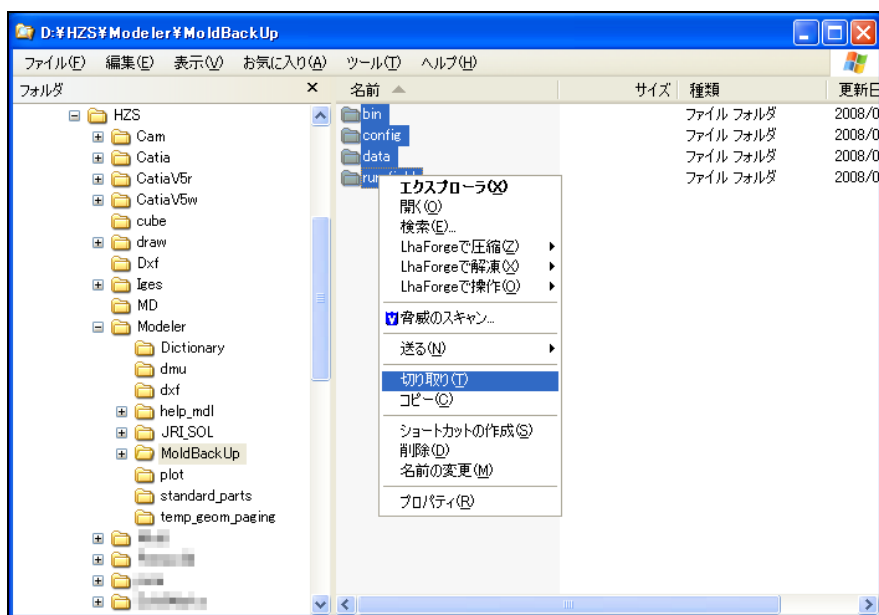 D:¥HZS¥Modeler¥MoldBackUp
ファイル(F) 編集(E) 表示(V) お気に入り(A) ツール(T) ヘルプ(H)
フォルダ
名前 サイズ 種類 更新日
HZS
Cam
Catia
CatiaV5r
CatiaV5w
cube
draw
Dxf
Iges
MD
Modeler
Dictionary
dmu
dxf
help_mdl
JRI_SOL
MoldBackUp
plot
standard_parts
temp_geom_paging
bin ファイル フォルダ 2008/0
config ファイル フォルダ 2008/0
data ファイル フォルダ 2008/0
ファイル フォルダ 2008/0
エクスプローラ(X)
開く(O)
検索(E)...
LhaForgeで圧縮(Z)
LhaForgeで解凍(X)
LhaForgeで操作(O)
脅威のスキャン...
送る(N)
切り取り(T)
コピー(C)
ショートカットの作成(S)
削除(D)
名前の変更(M)
プロパティ(R)